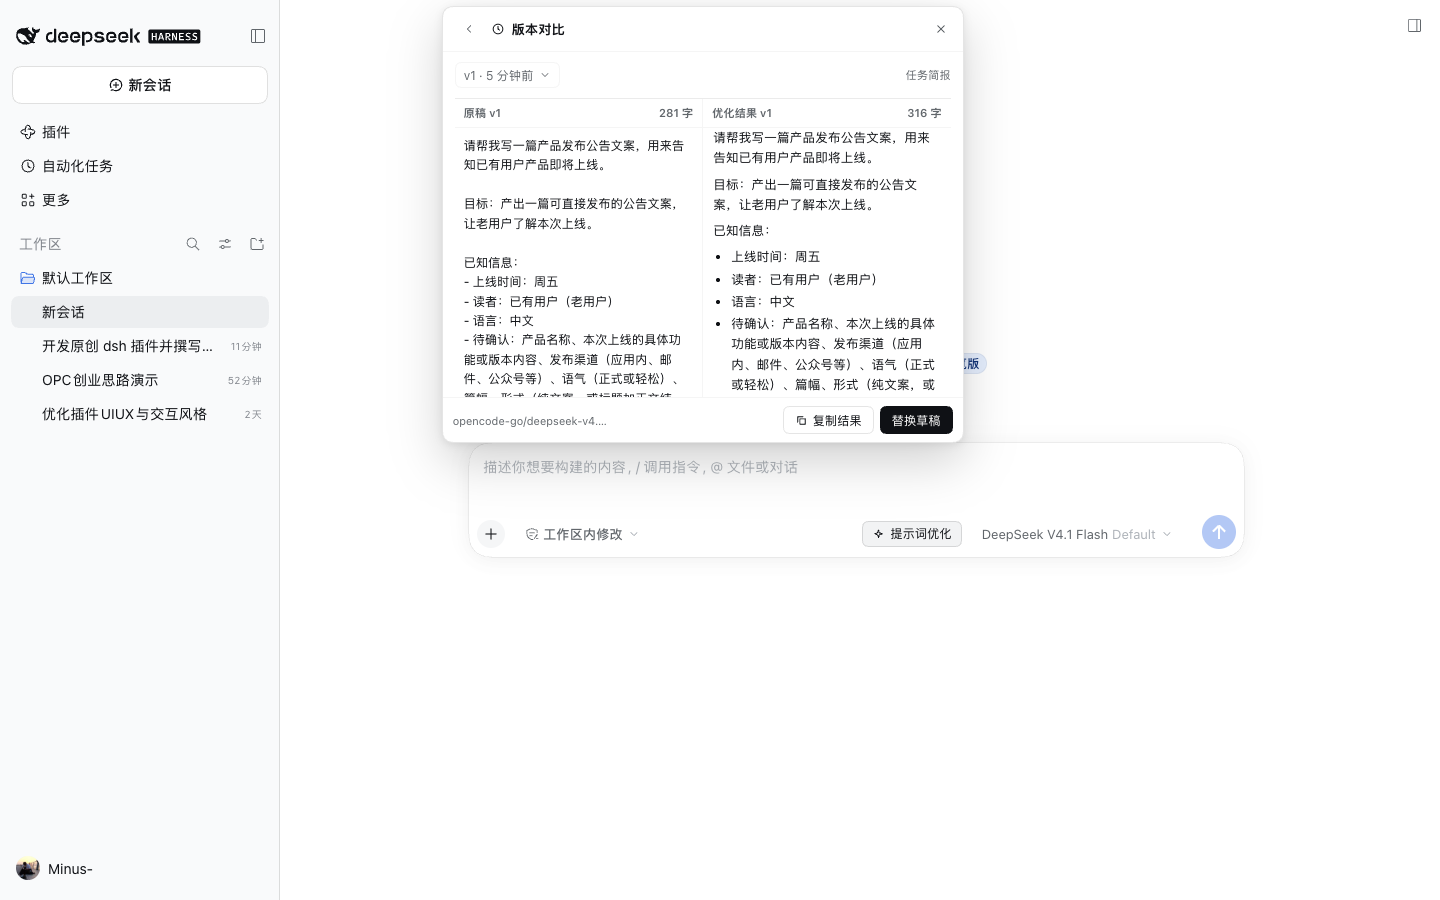 deepseek HARNESS
新会话
插件
自动化任务
更多
工作区
默认工作区
新会话
开发原创 dsh 插件并撰写... 11分钟
OPC创业思路演示 52分钟
优化插件UIUX与交互风格 2天
Minus-
版本对比
v1 · 5 分钟前
任务简报
原稿 v1 281 字
请帮我写一篇产品发布公告文案，用来告
知已有用户产品即将上线。
目标：产出一篇可直接发布的公告文案，
让老用户了解本次上线。
已知信息：
- 上线时间：周五
- 读者：已有用户（老用户）
- 语言：中文
- 待确认：产品名称、本次上线的具体功
能或版本内容、发布渠道（应用内、邮
件、公众号等）、语气（正式或轻松）、
优化结果 v1 316 字
请帮我写一篇产品发布公告文案，用来
告知已有用户产品即将上线。
目标：产出一篇可直接发布的公告文
案，让老用户了解本次上线。
已知信息：
• 上线时间：周五
• 读者：已有用户（老用户）
• 语言：中文
• 待确认：产品名称、本次上线的具体
功能或版本内容、发布渠道（应用
内、邮件、公众号等）、语气（正式
或轻松）、篇幅、形式（纯文案，或
opencode-go/deepseek-v4....
复制结果
替换草稿
版
描述你想要构建的内容, / 调用指令, @ 文件或对话
工作区内修改
提示词优化
DeepSeek V4.1 Flash Default